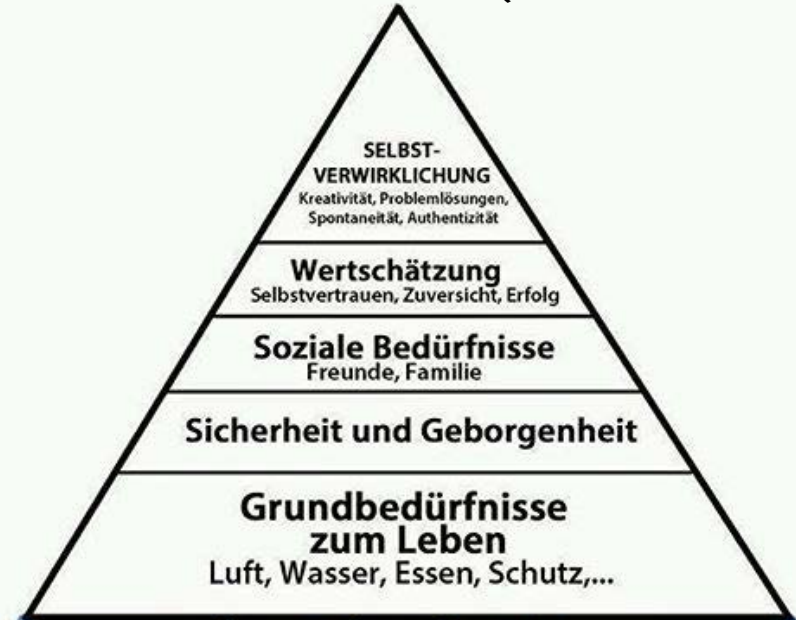 SELBST-
VERWIRKLICHUNG
Kreativität, Problemlösungen,
Spontaneität, Authentizität
Wertschätzung
Selbstvertrauen, Zuversicht, Erfolg
Soziale Bedürfnisse
Freunde, Familie
Sicherheit und Geborgenheit
Grundbedürfnisse
zum Leben
Luft, Wasser, Essen, Schutz,...